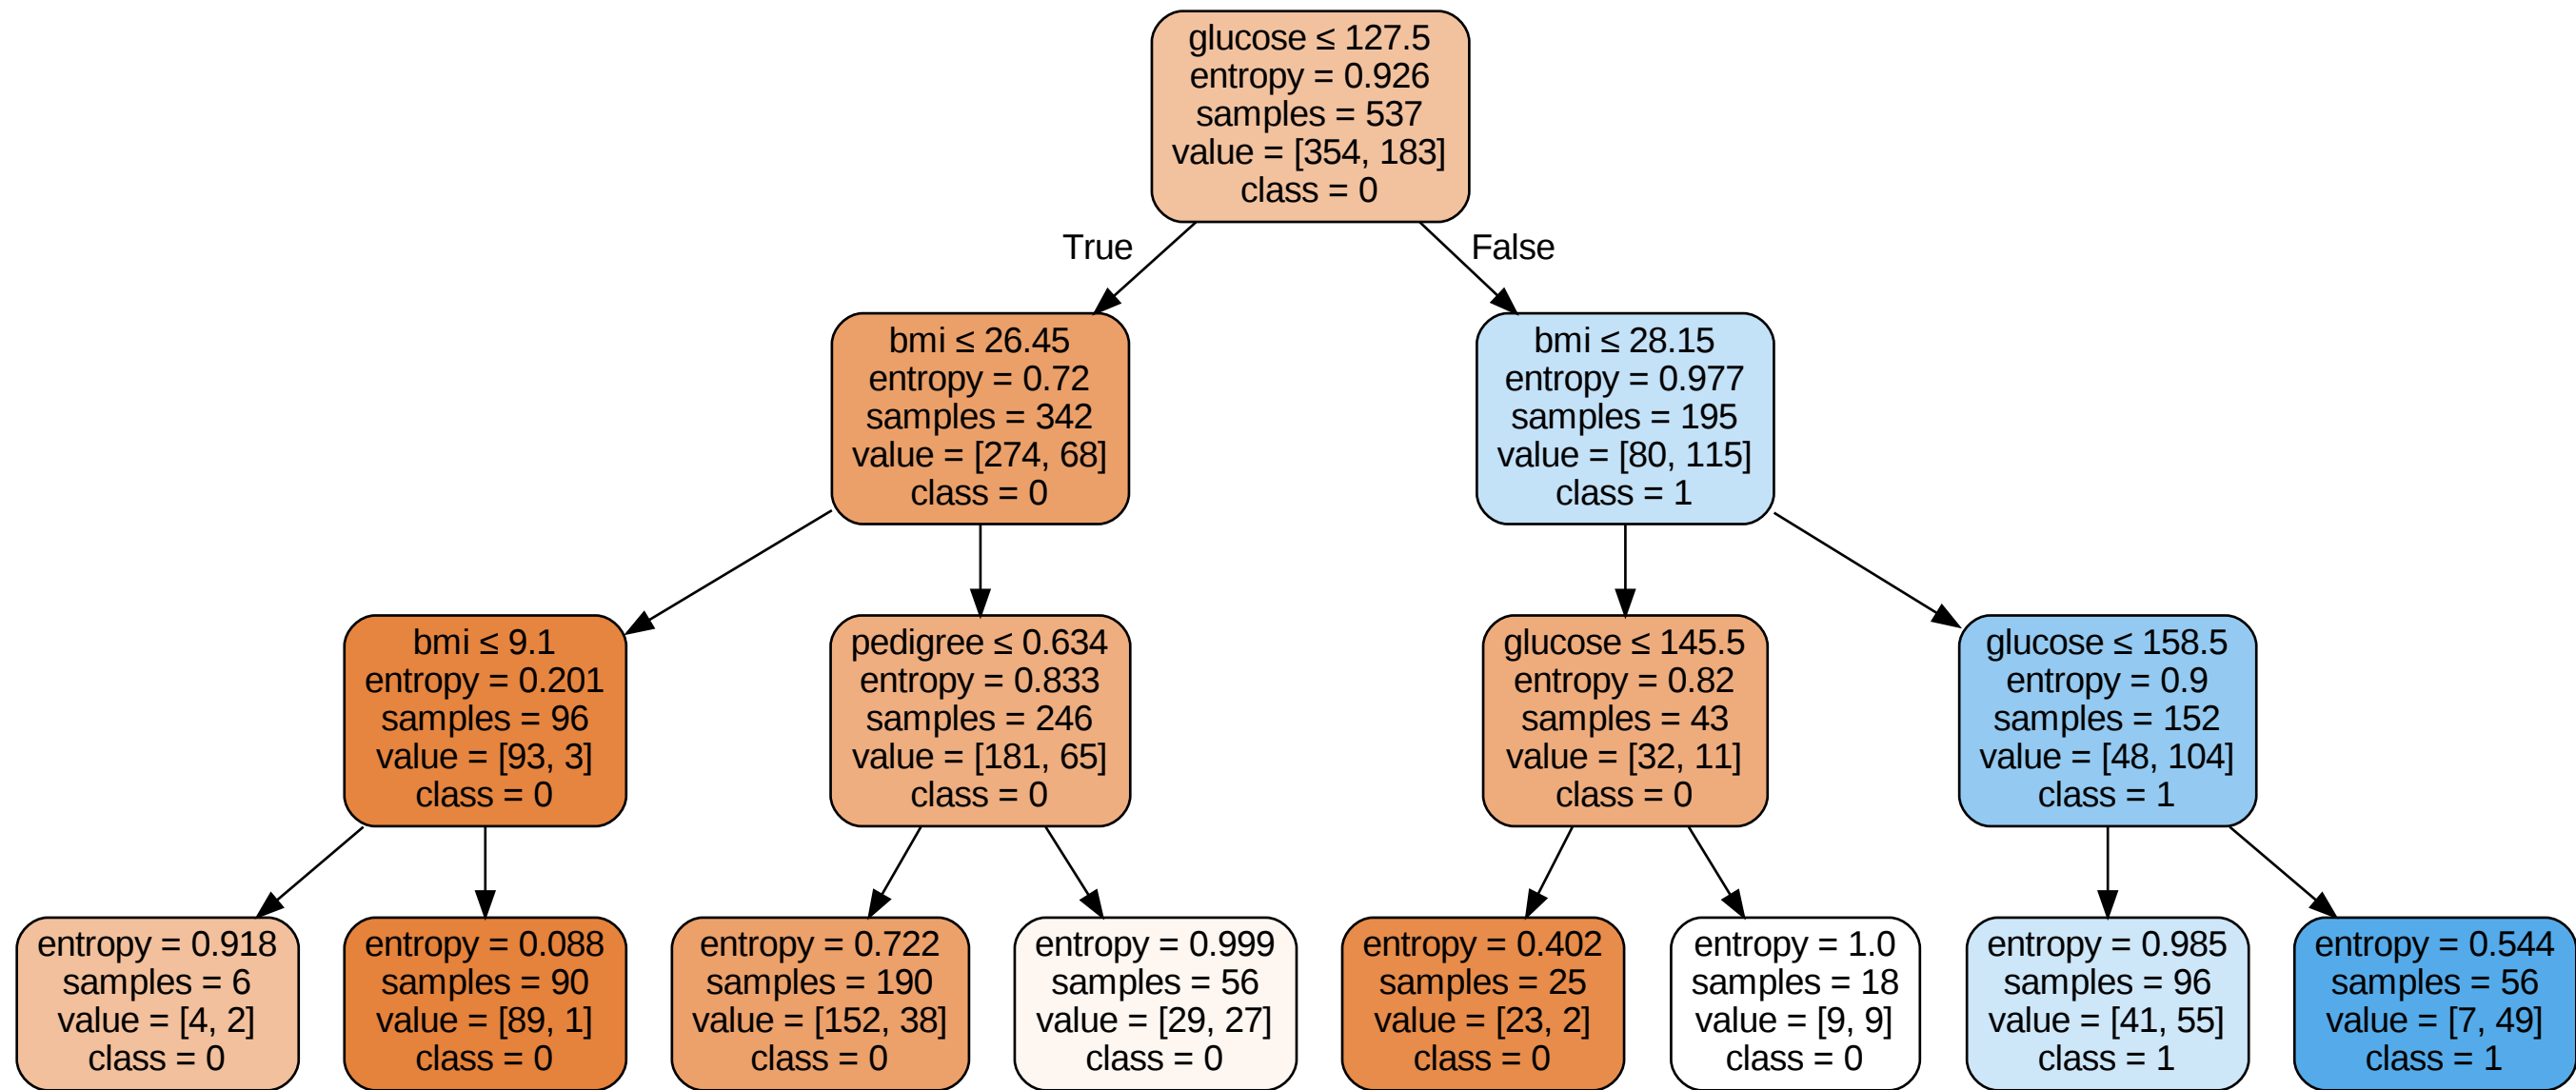 glucose ≤ 127.5
entropy = 0.926
samples = 537
value = [354, 183]
class = 0
True
False
bmi ≤ 26.45
entropy = 0.72
samples = 342
value = [274, 68]
class = 0
bmi ≤ 28.15
entropy = 0.977
samples = 195
value = [80, 115]
class = 1
bmi ≤ 9.1
entropy = 0.201
samples = 96
value = [93, 3]
class = 0
pedigree ≤ 0.634
entropy = 0.833
samples = 246
value = [181, 65]
class = 0
glucose ≤ 145.5
entropy = 0.82
samples = 43
value = [32, 11]
class = 0
glucose ≤ 158.5
entropy = 0.9
samples = 152
value = [48, 104]
class = 1
entropy = 0.918
samples = 6
value = [4, 2]
class = 0
entropy = 0.088
samples = 90
value = [89, 1]
class = 0
entropy = 0.722
samples = 190
value = [152, 38]
class = 0
entropy = 0.999
samples = 56
value = [29, 27]
class = 0
entropy = 0.402
samples = 25
value = [23, 2]
class = 0
entropy = 1.0
samples = 18
value = [9, 9]
class = 0
entropy = 0.985
samples = 96
value = [41, 55]
class = 1
entropy = 0.544
samples = 56
value = [7, 49]
class = 1